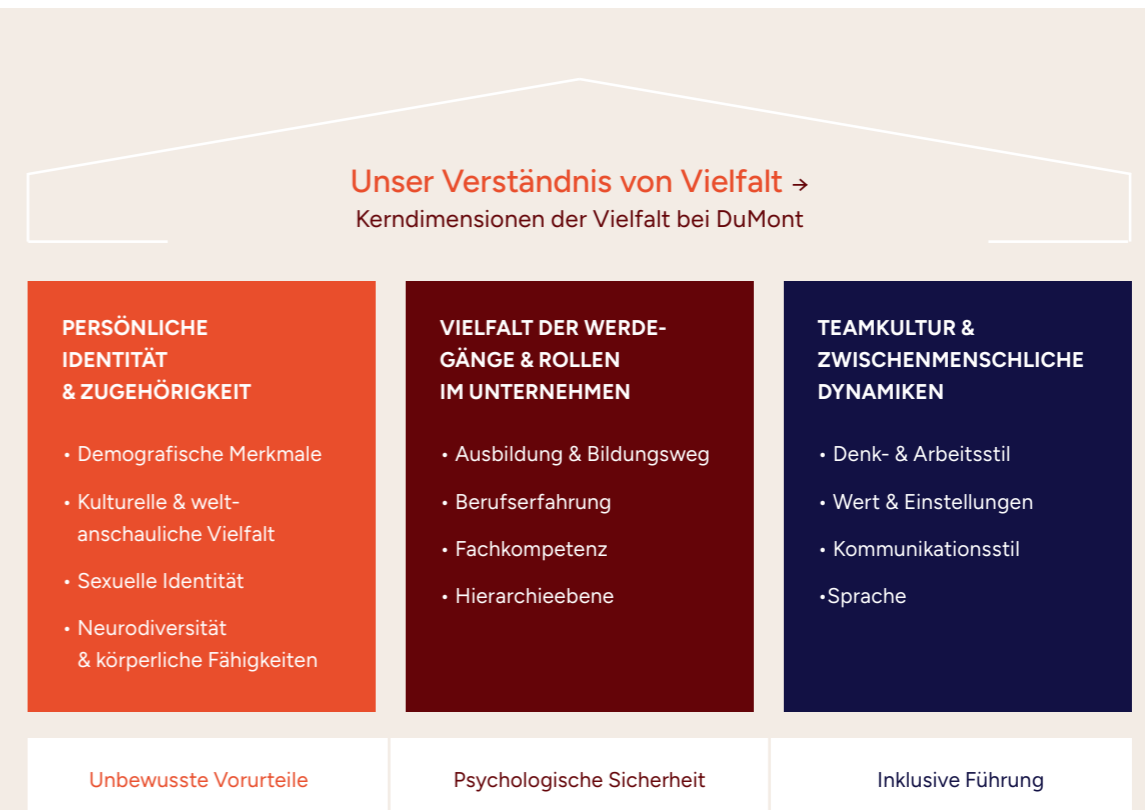 Unser Verständnis von Vielfalt →
Kerndimensionen der Vielfalt bei DuMont
PERSÖNLICHE
IDENTITÄT
& ZUGEHÖRIGKEIT
• Demografische Merkmale
• Kulturelle & welt-
anschauliche Vielfalt
• Sexuelle Identität
• Neurodiversität
& körperliche Fähigkeiten
VIELFALT DER WERDE-
GÄNGE & ROLLEN
IM UNTERNEHMEN
• Ausbildung & Bildungsweg
• Berufserfahrung
• Fachkompetenz
• Hierarchieebene
TEAMKULTUR &
ZWISCHENMENSCHLICHE
DYNAMIKEN
• Denk- & Arbeitsstil
• Wert & Einstellungen
• Kommunikationsstil
•Sprache
Unbewusste Vorurteile
Psychologische Sicherheit
Inklusive Führung